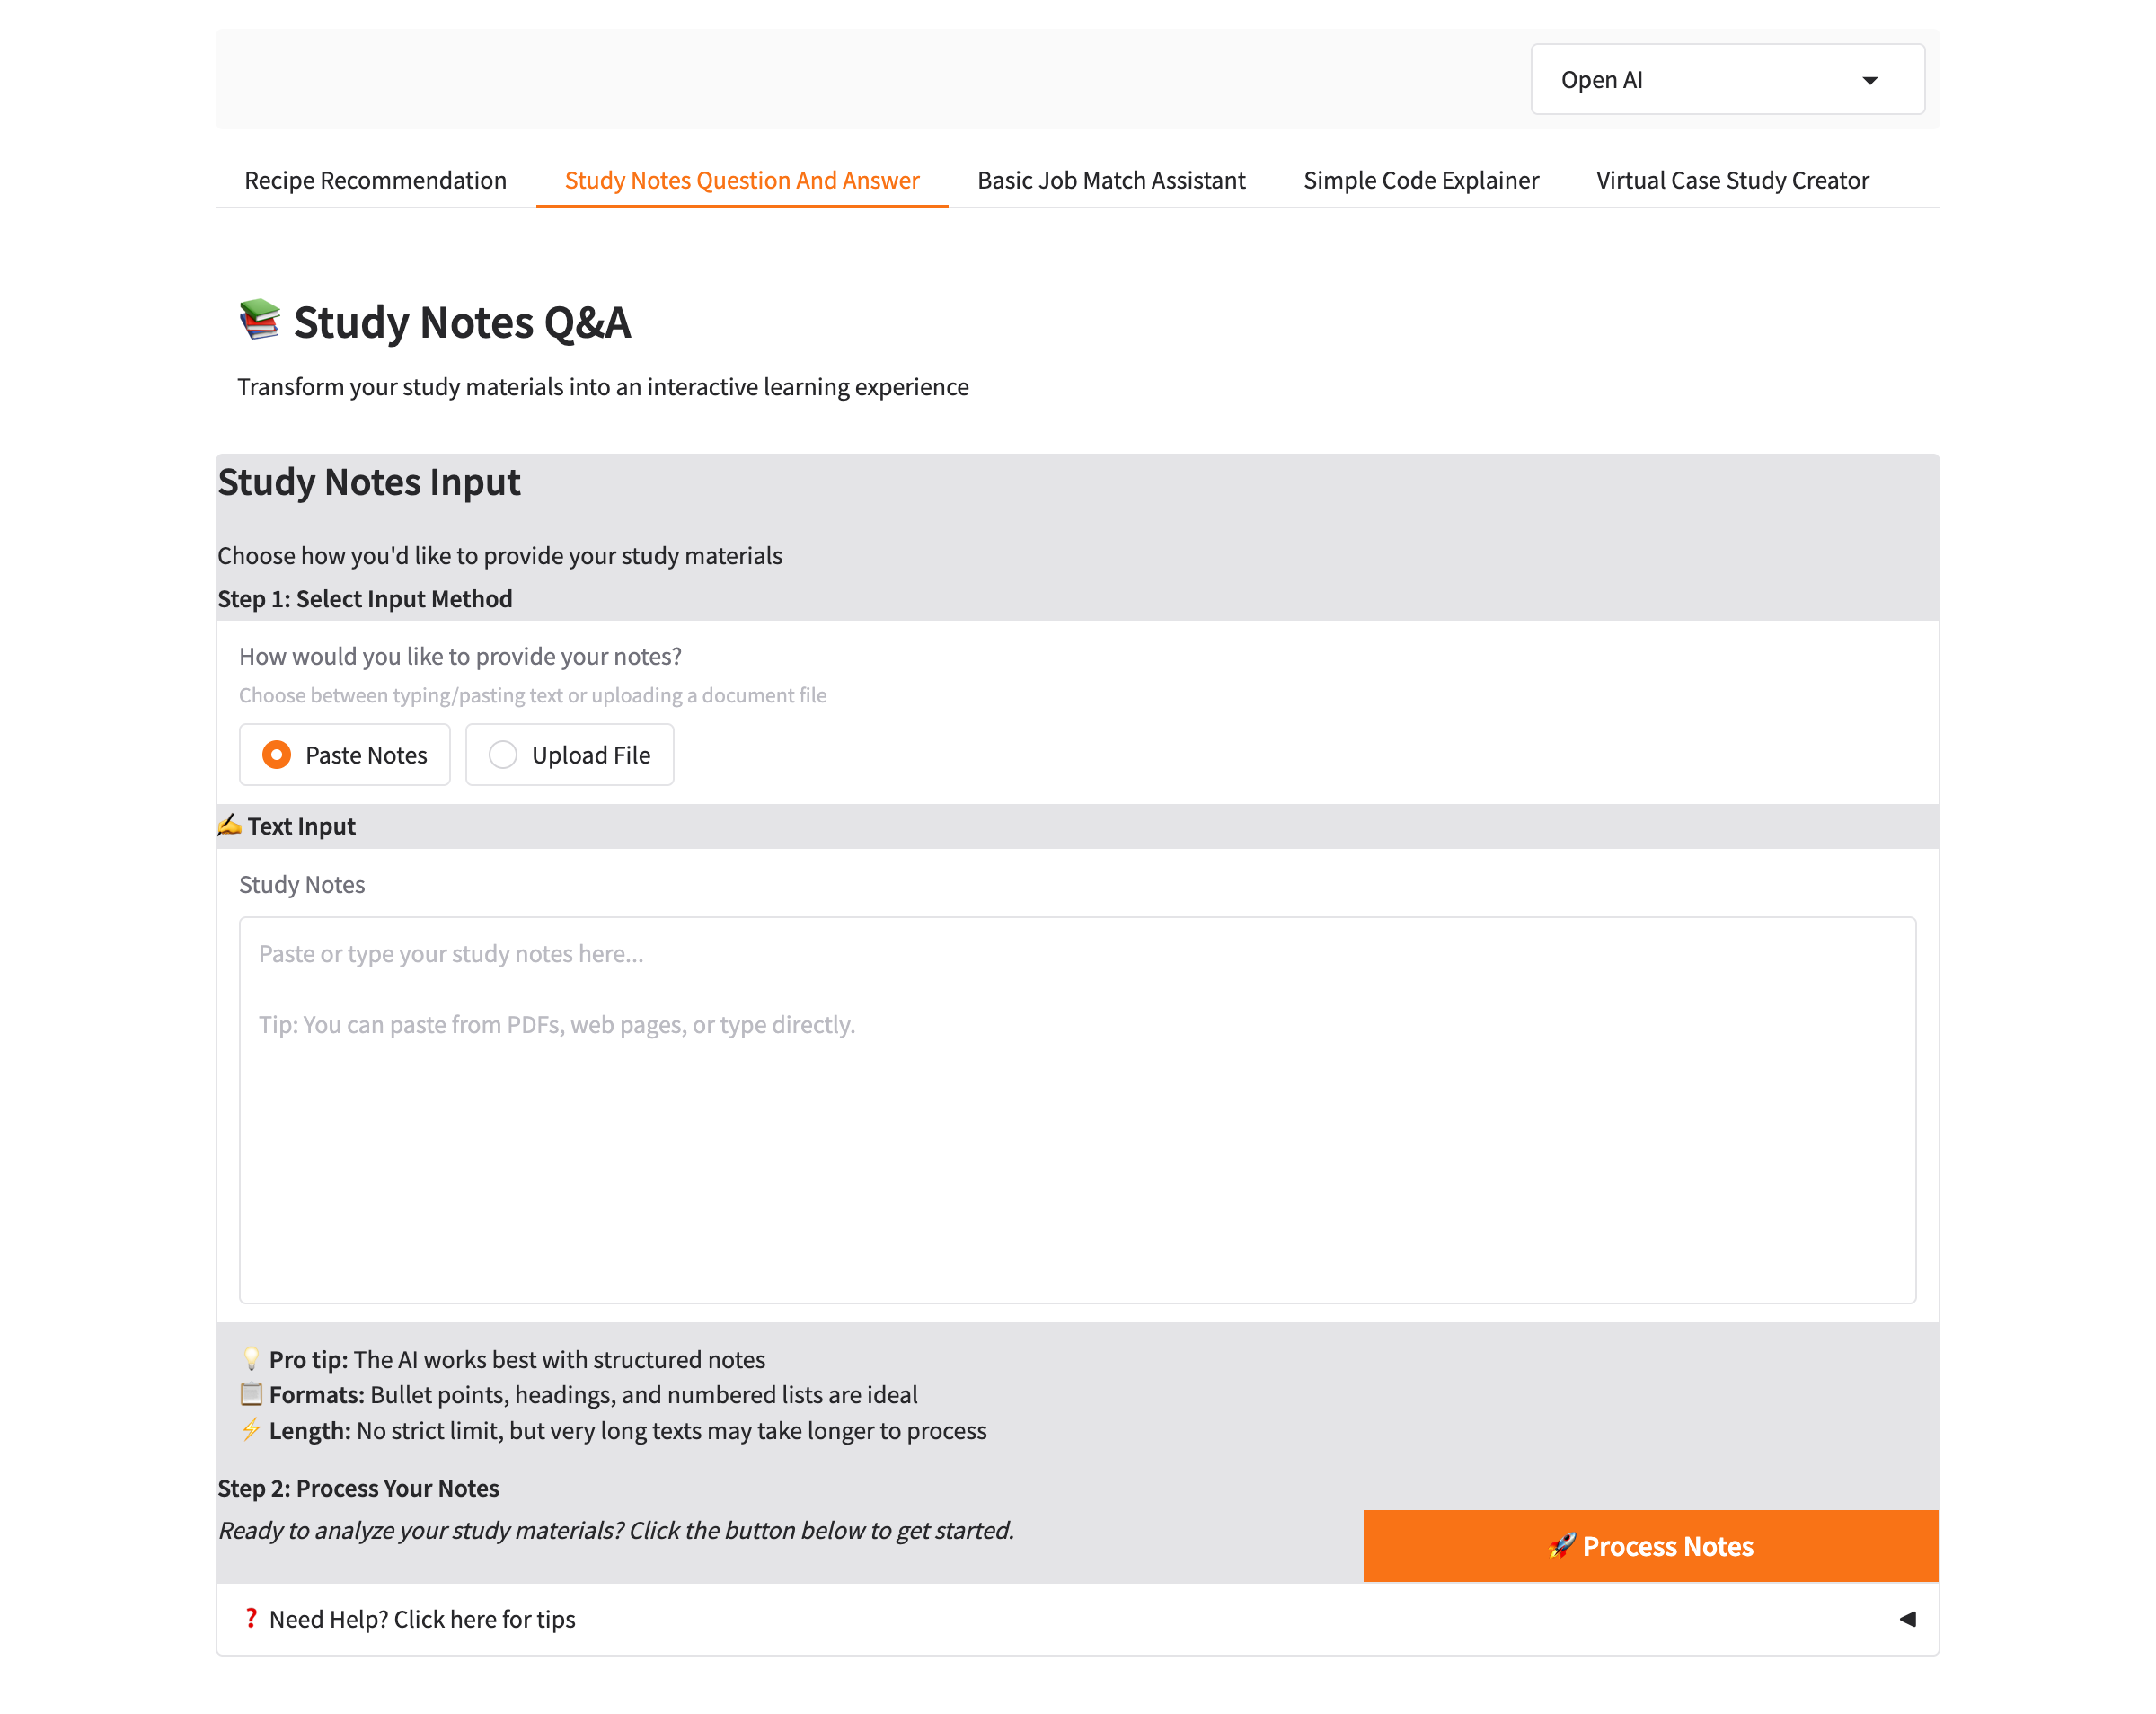 Open AI
Recipe Recommendation
Study Notes Question And Answer
Basic Job Match Assistant
Simple Code Explainer
Virtual Case Study Creator
📚 Study Notes Q&A
Transform your study materials into an interactive learning experience
Study Notes Input
Choose how you'd like to provide your study materials
Step 1: Select Input Method
How would you like to provide your notes?
Choose between typing/pasting text or uploading a document file
Paste Notes
Upload File
✍️ Text Input
Study Notes
Paste or type your study notes here...
Tip: You can paste from PDFs, web pages, or type directly.
💡 Pro tip: The AI works best with structured notes
📋 Formats: Bullet points, headings, and numbered lists are ideal
⚡ Length: No strict limit, but very long texts may take longer to process
Step 2: Process Your Notes
Ready to analyze your study materials? Click the button below to get started.
🚀 Process Notes
❓ Need Help? Click here for tips